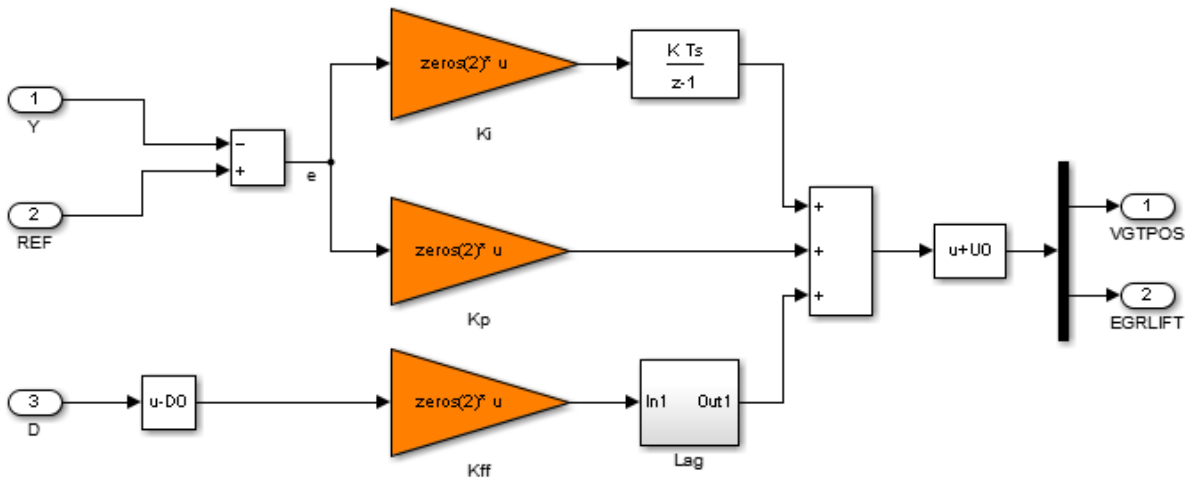 zeros(2)* u
K Ts
z-1
Ki
1
Y
−
+
e
2
REF
zeros(2)* u
Kp
+
+
+
u+U0
1
VGTPOS
2
EGRLIFT
3
D
u-D0
zeros(2)* u
Kff
In1 Out1
Lag